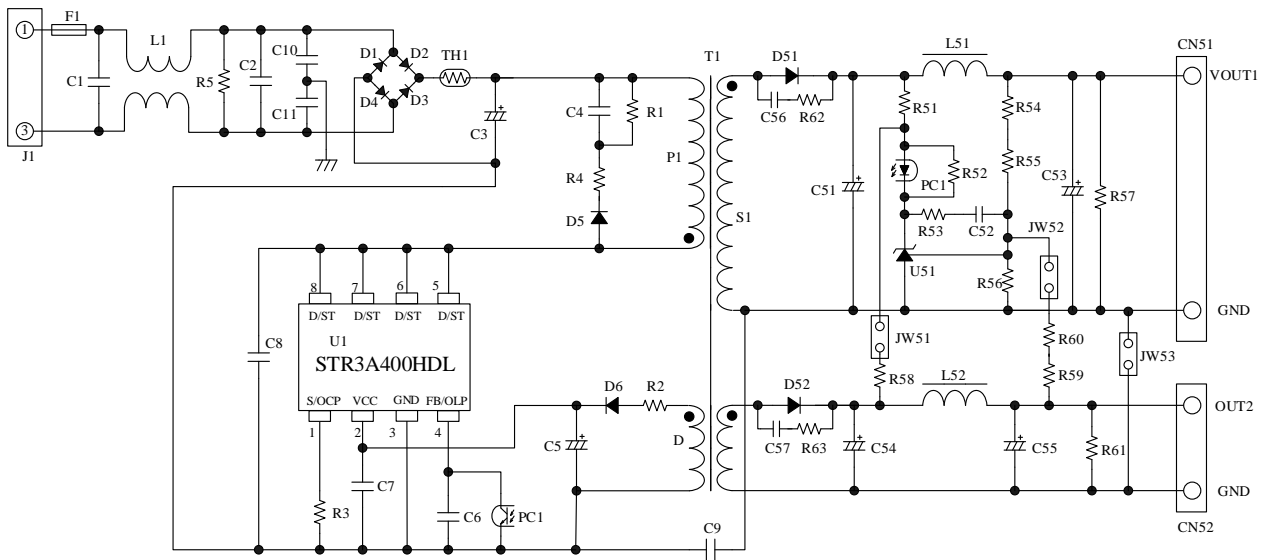 F1
1
L1
C10
D1
D2
TH1
T1
D51
L51
CN51
C1
R5
C2
D4
D3
C11
3
J1
C3
C4
R1
P1
R4
D5
C56
R62
VOUT1
R51
R54
R55
PC1
R52
C53
R57
C51
S1
R53
C52
JW52
U51
R56
GND
8
7
6
5
D/ST
D/ST
D/ST
D/ST
U1
STR3A400HDL
C8
S/OCP
VCC
GND
FB/OLP
1
2
3
4
JW51
R60
JW53
R58
R59
D6
R2
D52
L52
CN51
OUT2
C5
D
C57
R63
C54
C55
R61
C7
R3
C6
PC1
GND
C9
CN52